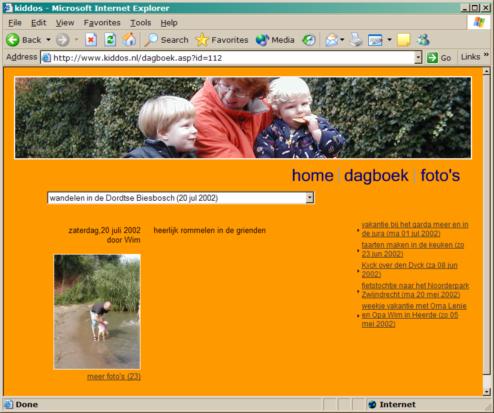 kiddos - Microsoft Internet Explorer
File Edit View Favorites Tools Help
Back Search Favorites Media
Address http://www.kiddos.nl/dagboek.asp?id=112 Go Links »
home dagboek foto's
wandelen in de Dordtse Biesbosch (20 jul 2002)
zaterdag,20 juli 2002
door Wim
heerlijk rommelen in de grienden
meer foto's (23)
vakantie bij het garda meer en in
de jura (ma 01 jul 2002)
taarten maken in de keuken (zo
23 jun 2002)
Kijck over den Dyck (za 08 jun
2002)
fietstochtje naar het Noorderpark
Zwijndrecht (ma 20 mei 2002)
weekje vakantie met Oma Lenie
en Opa Wim in Heerde (zo 05
mei 2002)
Done Internet